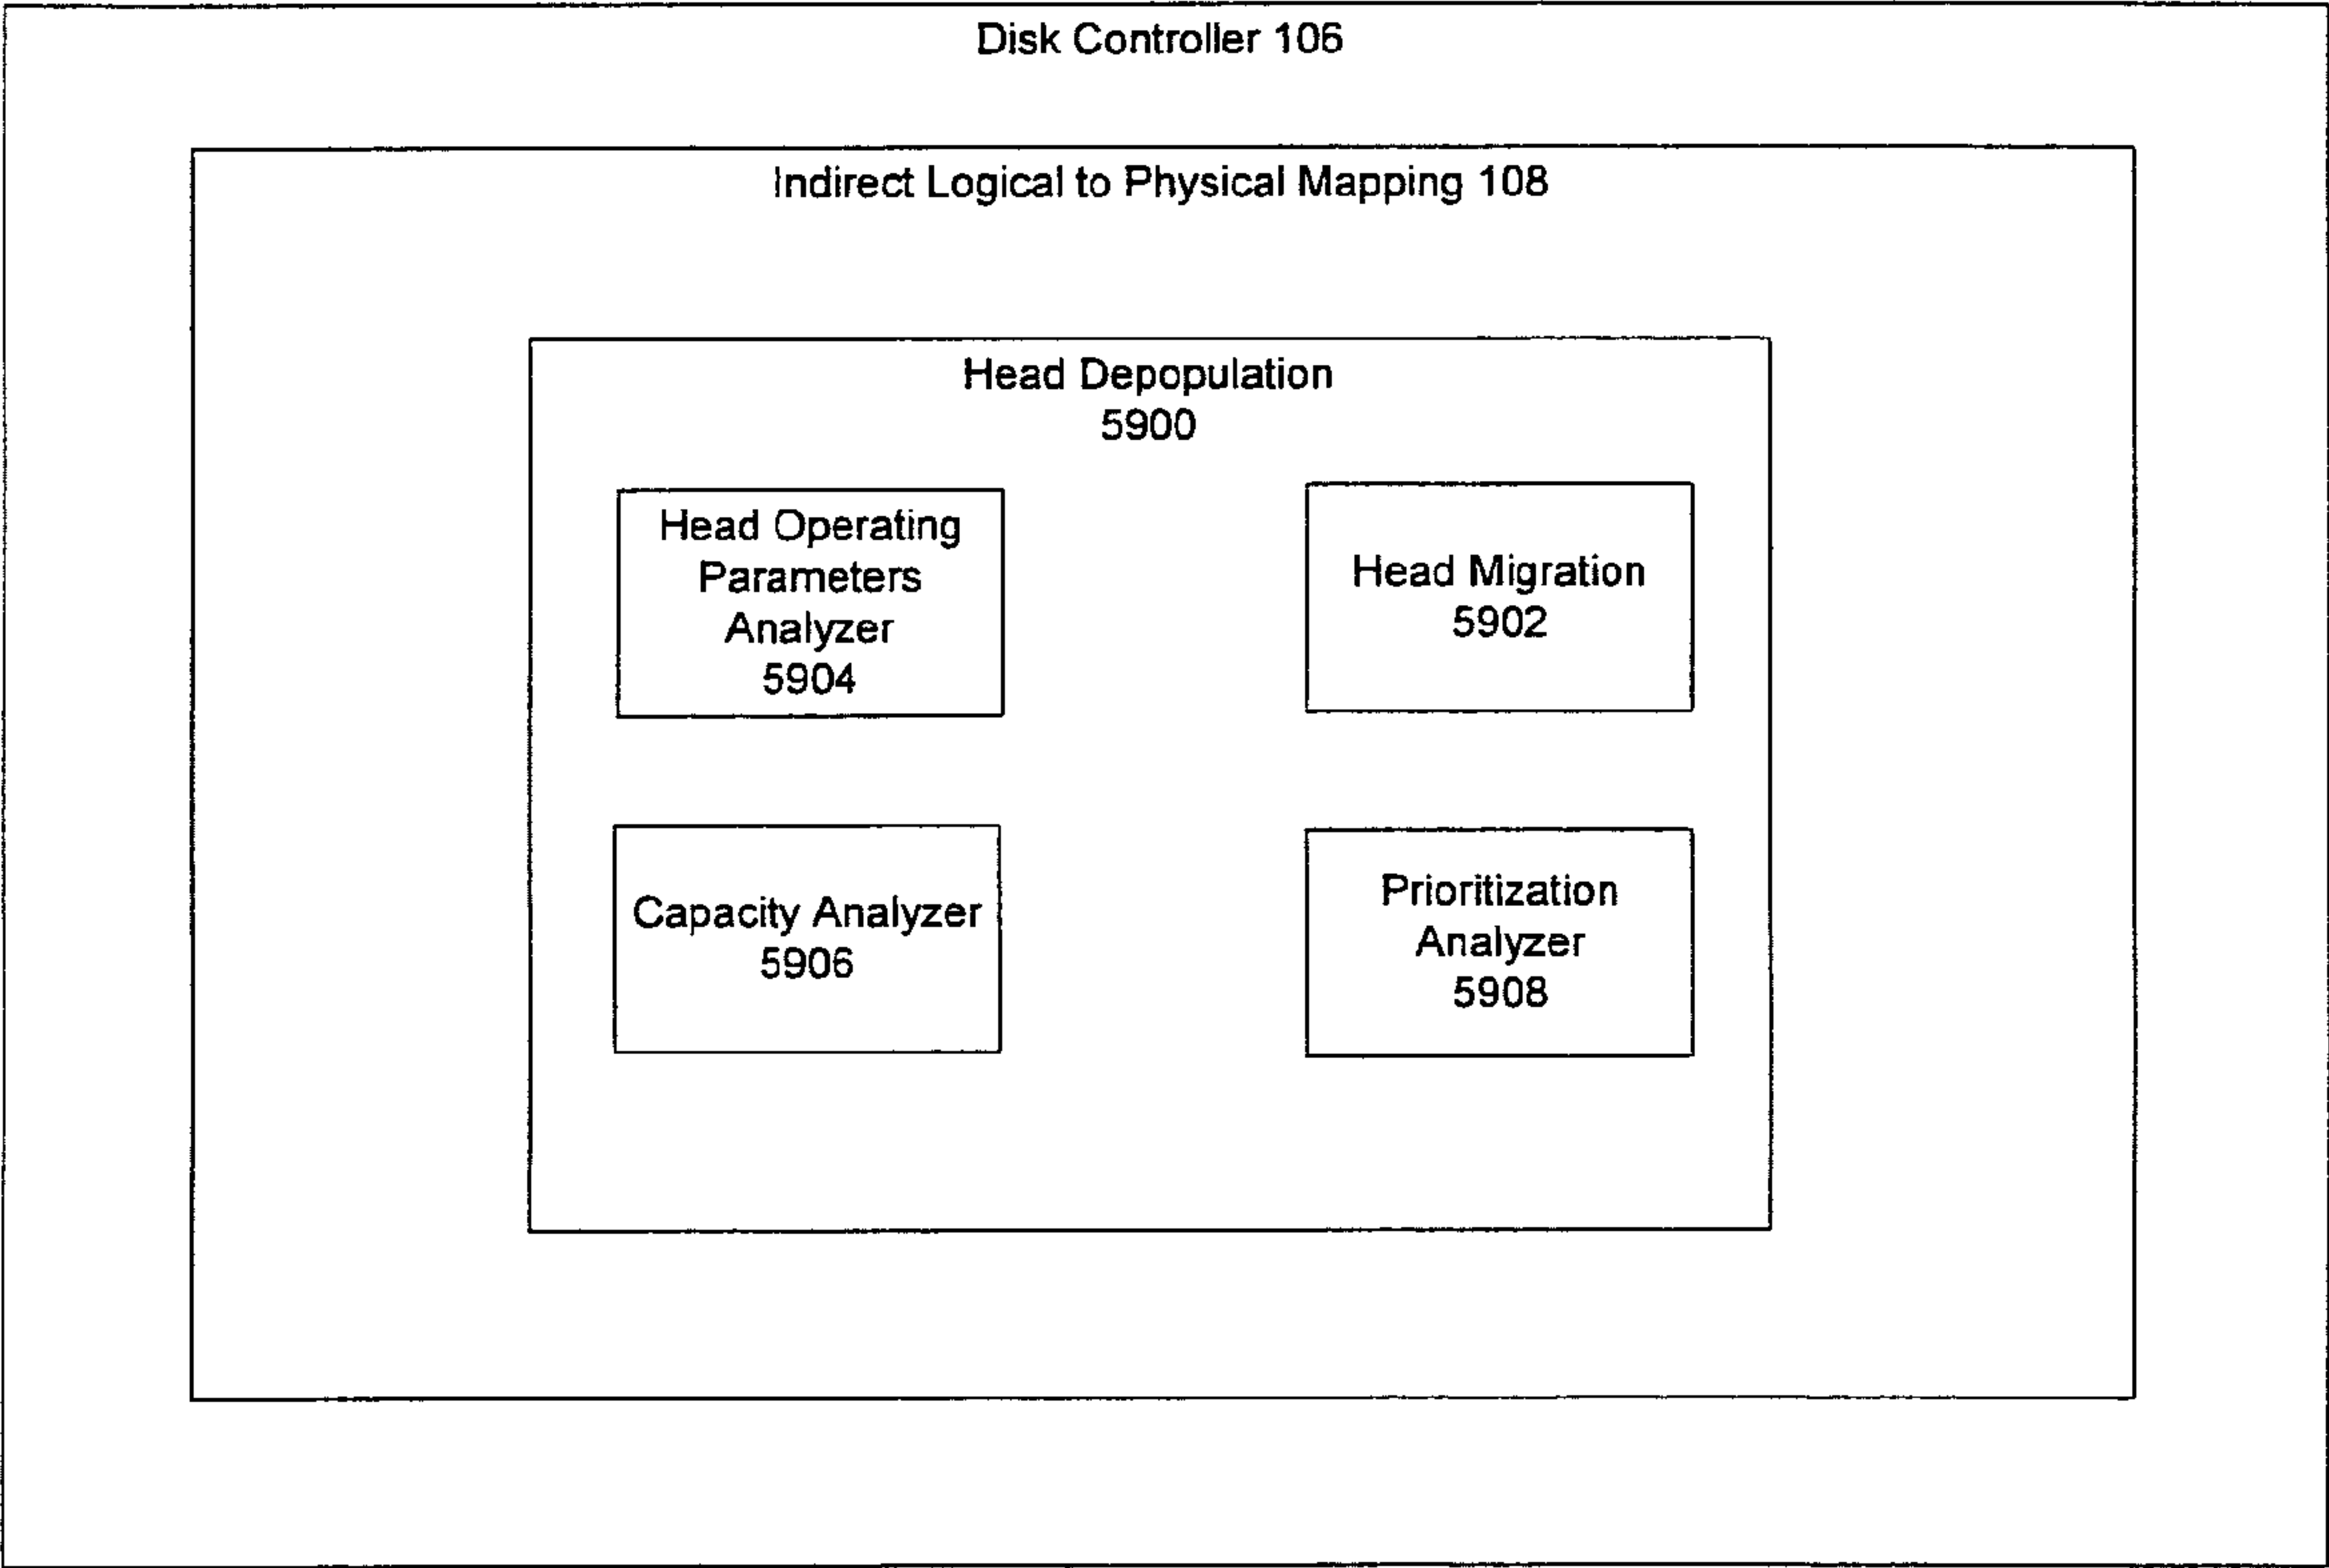 Disk Controller 106
Indirect Logical to Physical Mapping 108
Head Depopulation
5900
Head Operating
Parameters
Analyzer
5904
Head Migration
5902
Capacity Analyzer
5906
Prioritization
Analyzer
5908